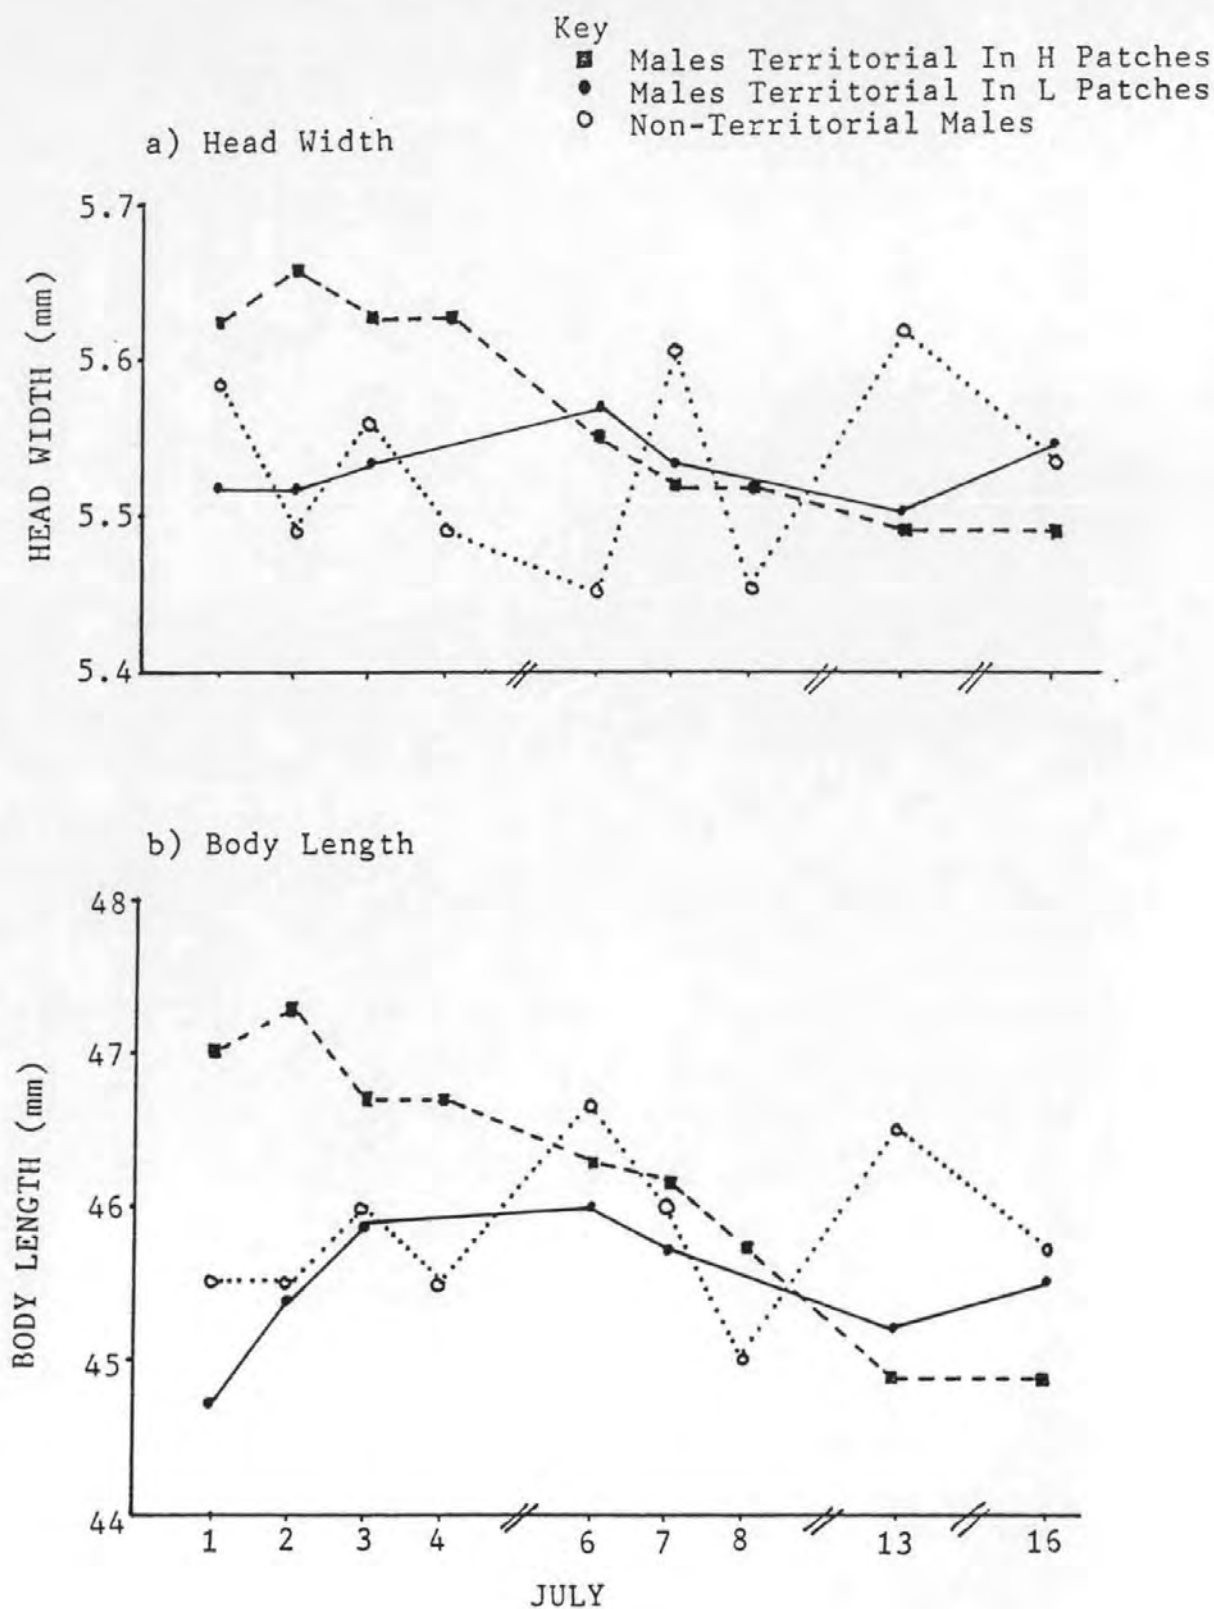 Key
Males Territorial In H Patches
Males Territorial In L Patches
Non-Territorial Males
a) Head Width
5.7
5.6
5.5
5.4
HEAD WIDTH (mm)
b) Body Length
48
47
46
45
44
BODY LENGTH (mm)
1 2 3 4 6 7 8 13 16
JULY